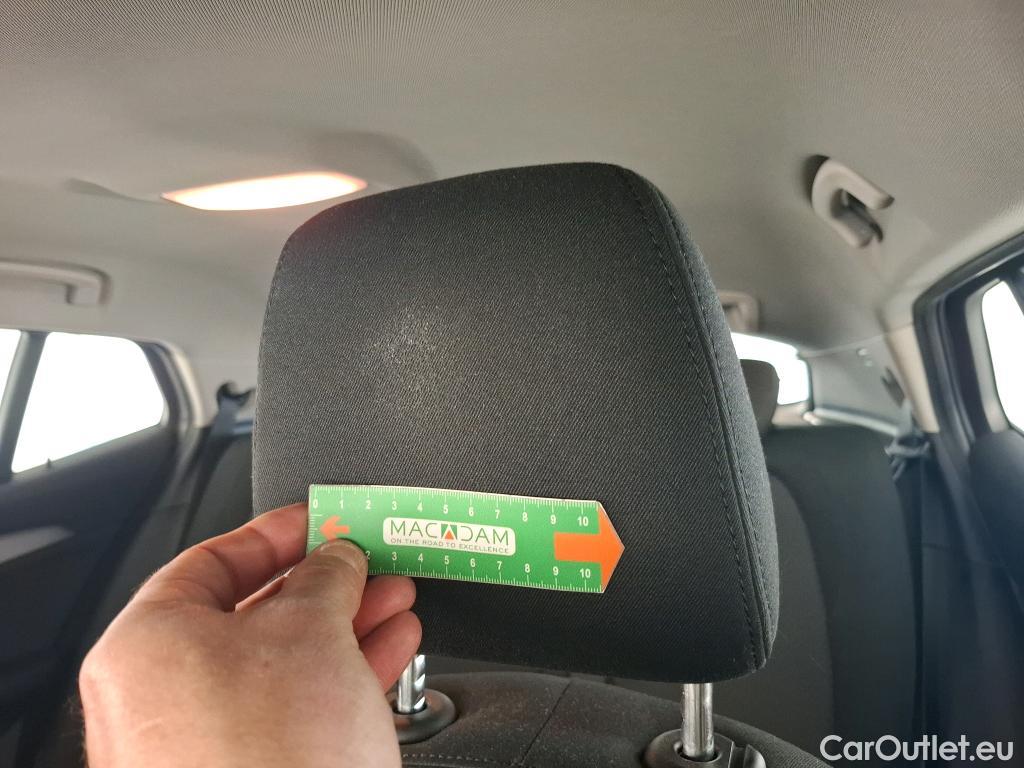 0 1 2 3 4 5 6 7 8 9 10
MACADAM
ON THE ROAD TO EXCELLENCE
2 3 4 5 6 7 8 9 10
CarOutlet.eu